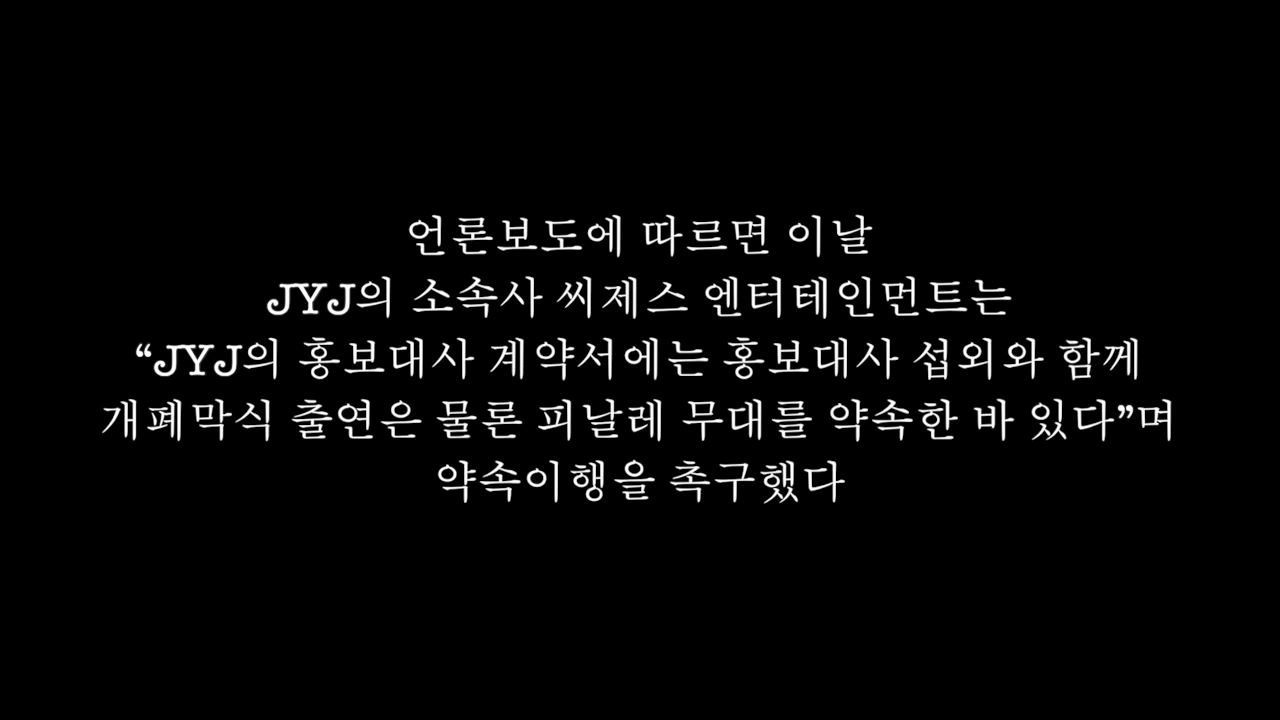 언론보도에 따르면 이날
JYJ의 소속사 씨제스 엔터테인먼트는
“JYJ의 홍보대사 계약서에는 홍보대사 섭외와 함께
개폐막식 출연은 물론 피날레 무대를 약속한 바 있다”며
약속이행을 촉구했다